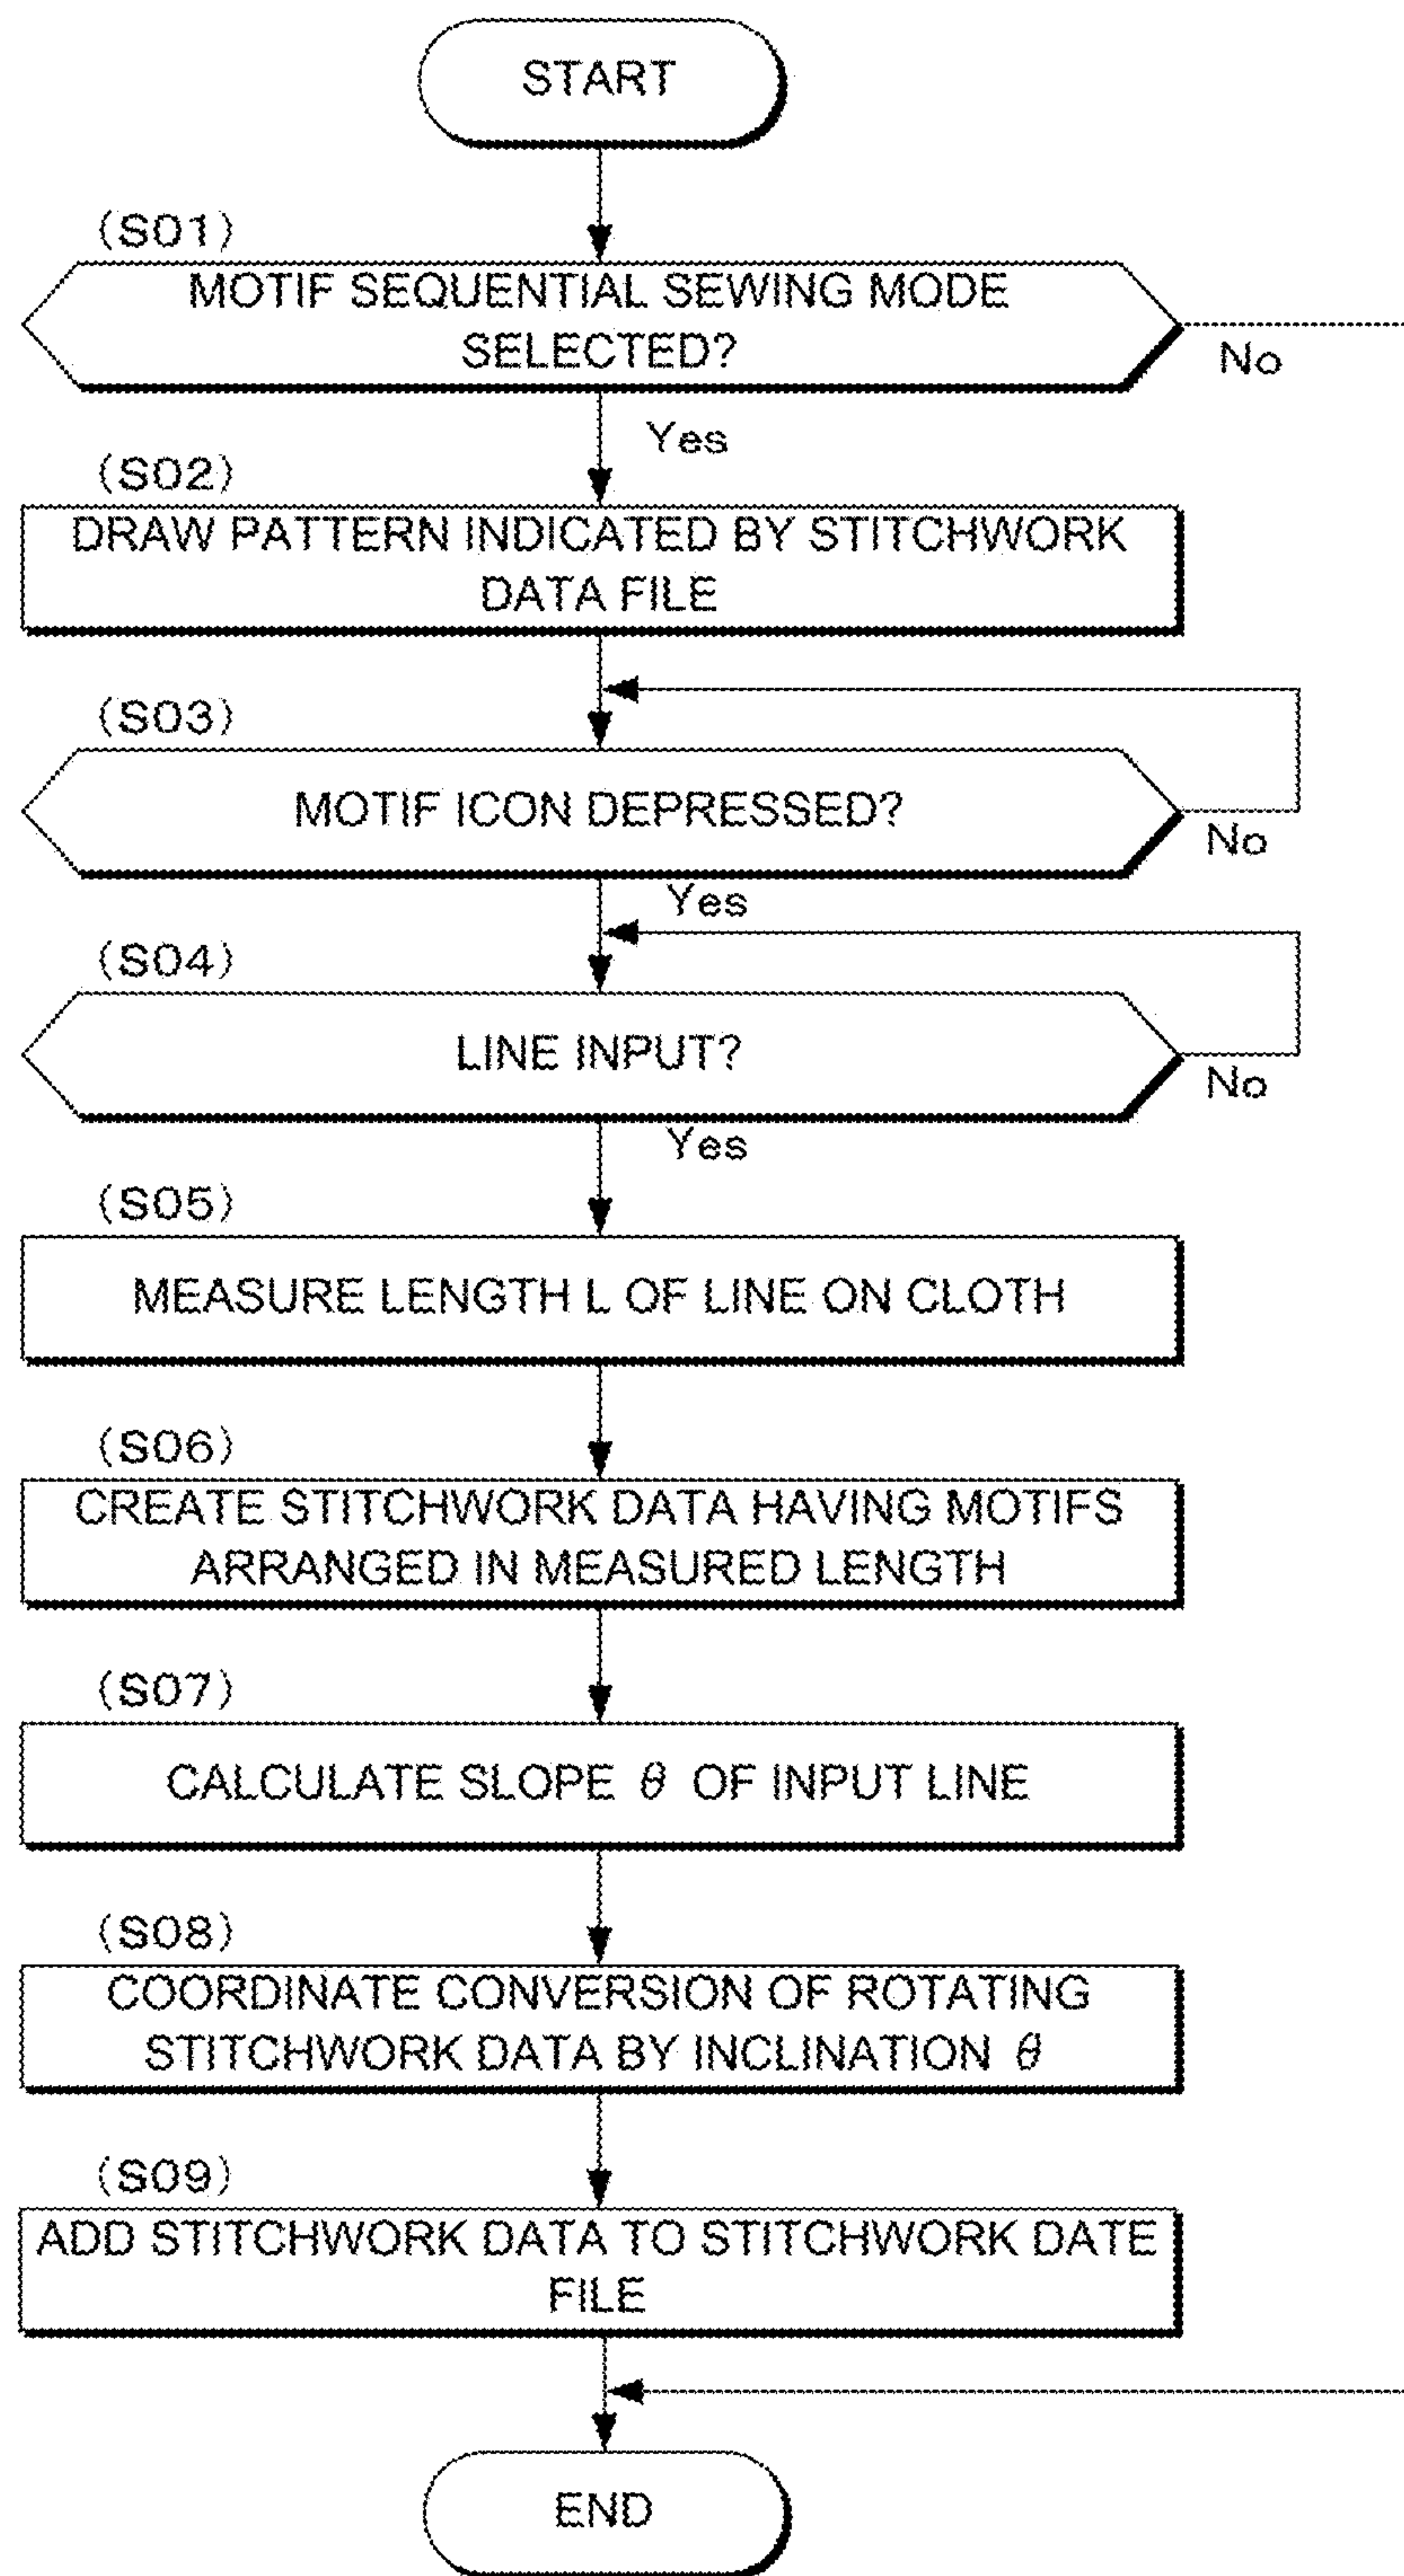 START
(S01)
MOTIF SEQUENTIAL SEWING MODE
SELECTED?
No
Yes
(S02)
DRAW PATTERN INDICATED BY STITCHWORK
DATA FILE
(S03)
MOTIF ICON DEPRESSED?
No
Yes
(S04)
LINE INPUT?
No
Yes
(S05)
MEASURE LENGTH L OF LINE ON CLOTH
(S06)
CREATE STITCHWORK DATA HAVING MOTIFS
ARRANGED IN MEASURED LENGTH
(S07)
CALCULATE SLOPE θ OF INPUT LINE
(S08)
COORDINATE CONVERSION OF ROTATING
STITCHWORK DATA BY INCLINATION θ
(S09)
ADD STITCHWORK DATA TO STITCHWORK DATE
FILE
END